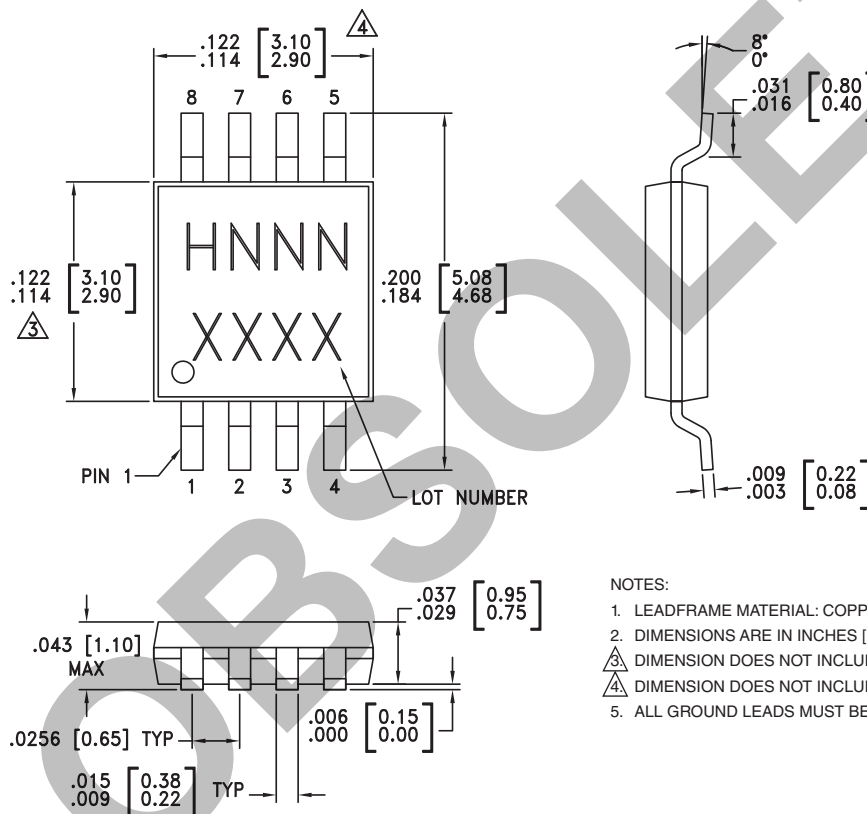 .122 [3.10]
.114 [2.90]
4
8 7 6 5
HNNN
XXXX
.122 [3.10]
.114 [2.90]
3
.200 [5.08]
.184 [4.68]
PIN 1
1 2 3 4
LOT NUMBER
8°
0°
.031 [0.80]
.016 [0.40]
.009 [0.22]
.003 [0.08]
.043 [1.10]
MAX
.037 [0.95]
.029 [0.75]
.0256 [0.65] TYP
.006 [0.15]
.000 [0.00]
.015 [0.38]
.009 [0.22]
TYP
NOTES:
1. LEADFRAME MATERIAL: COPP
2. DIMENSIONS ARE IN INCHES [
3. DIMENSION DOES NOT INCLU
4. DIMENSION DOES NOT INCLU
5. ALL GROUND LEADS MUST BE
OBSOLE